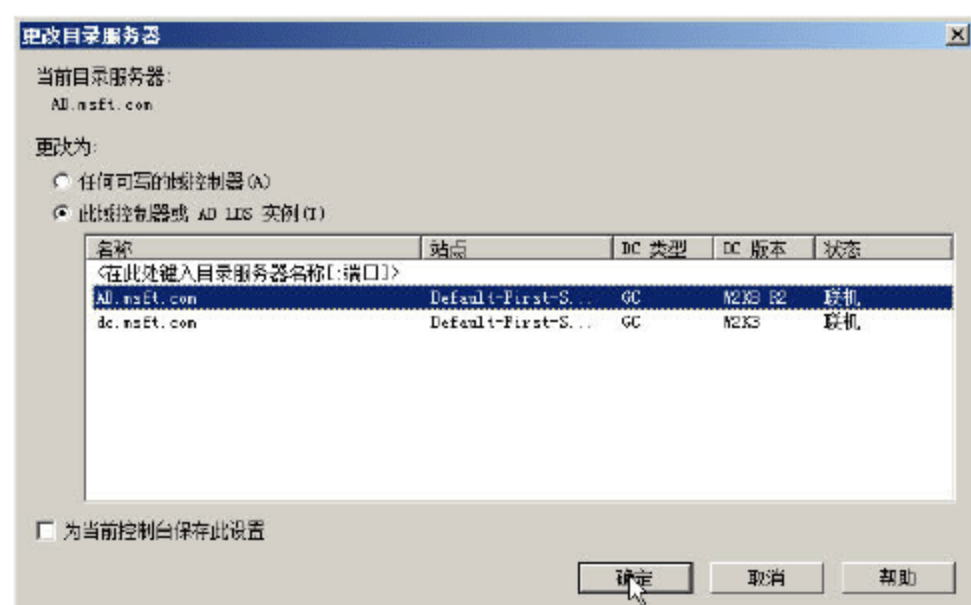 更改目录服务器
当前目录服务器:
AD.msft.com
更改为:
任何可写的域控制器(A)
此域控制器或 AD LDS 实例(T)
名称 站点 DC 类型 DC 版本 状态
<在此处键入目录服务器名称[:端口]>
AD.msft.com Default-First-S... GC W2K8 R2 联机
dc.msft.com Default-First-S... GC W2K3 联机
为当前控制台保存此设置
确定 取消 帮助